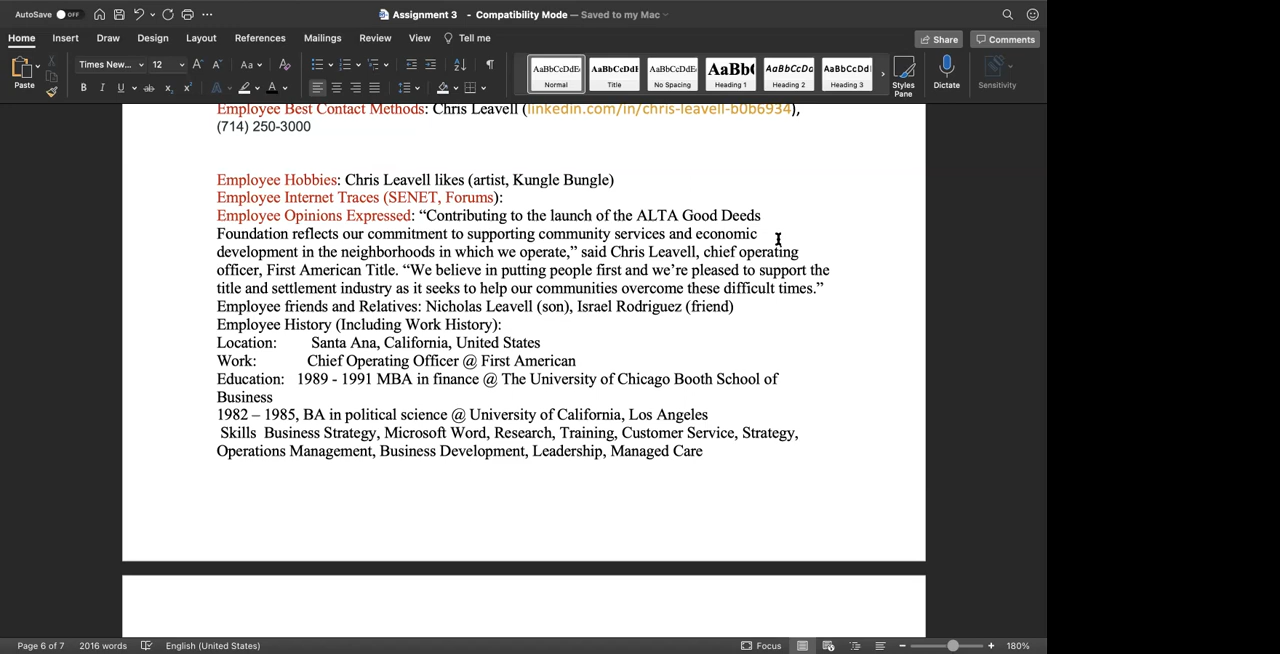 AutoSave OFF Assignment 3 - Compatibility Mode — Saved to my Mac
Home Insert Draw Design Layout References Mailings Review View Tell me Share Comments
Paste Times New... 12 Aa AaBbCcDdE Normal AaBbCcDdI Title AaBbCcDdE No Spacing AaBb( Heading 1 AaBbCcDc Heading 2 AaBbCcDd Heading 3 Styles Pane Dictate Sensitivity
Employee Best Contact Methods: Chris Leavell (linkedin.com/in/chris-leavell-b0b6934),
(714) 250-3000
Employee Hobbies: Chris Leavell likes (artist, Kungle Bungle)
Employee Internet Traces (SENET, Forums):
Employee Opinions Expressed: “Contributing to the launch of the ALTA Good Deeds
Foundation reflects our commitment to supporting community services and economic
development in the neighborhoods in which we operate,” said Chris Leavell, chief operating
officer, First American Title. “We believe in putting people first and we’re pleased to support the
title and settlement industry as it seeks to help our communities overcome these difficult times.”
Employee friends and Relatives: Nicholas Leavell (son), Israel Rodriguez (friend)
Employee History (Including Work History):
Location: Santa Ana, California, United States
Work: Chief Operating Officer @ First American
Education: 1989 - 1991 MBA in finance @ The University of Chicago Booth School of
Business
1982 – 1985, BA in political science @ University of California, Los Angeles
Skills Business Strategy, Microsoft Word, Research, Training, Customer Service, Strategy,
Operations Management, Business Development, Leadership, Managed Care
Page 6 of 7 2016 words English (United States) Focus 180%